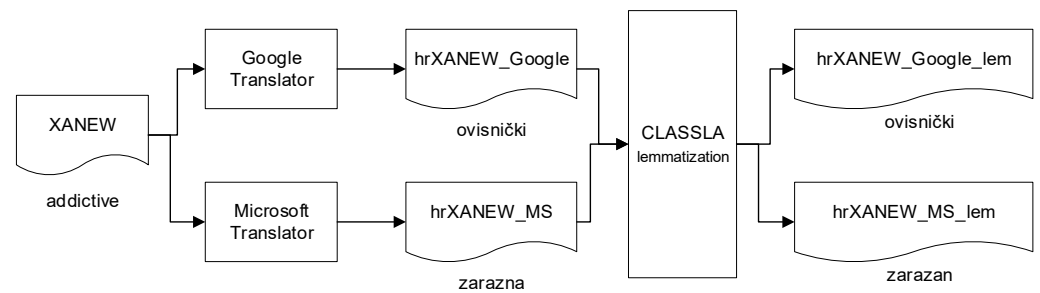 XANEW
addictive
Google
Translator
hrXANEW_Google
ovisnički
Microsoft
Translator
hrXANEW_MS
zarazna
CLASSLA
lemmatization
hrXANEW_Google_lem
ovisnički
hrXANEW_MS_lem
zarazan